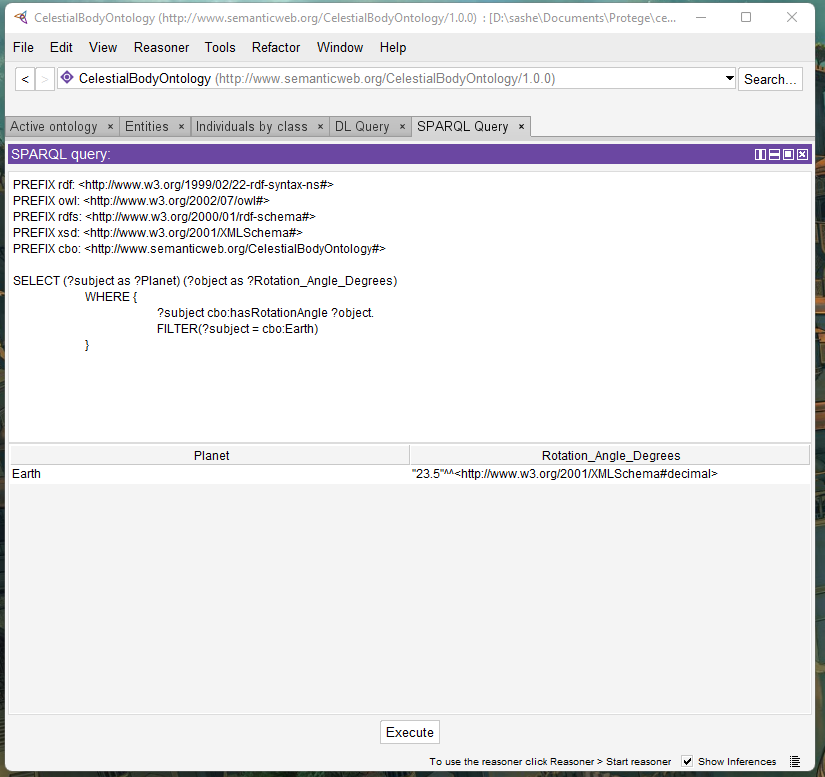 CelestialBodyOntology (http://www.semanticweb.org/CelestialBodyOntology/1.0.0) : [D:\sashe\Documents\Protege\ce...
File Edit View Reasoner Tools Refactor Window Help
< > CelestialBodyOntology (http://www.semanticweb.org/CelestialBodyOntology/1.0.0) Search...
Active ontology × Entities × Individuals by class × DL Query × SPARQL Query ×
SPARQL query:
PREFIX rdf: <http://www.w3.org/1999/02/22-rdf-syntax-ns#>
PREFIX owl: <http://www.w3.org/2002/07/owl#>
PREFIX rdfs: <http://www.w3.org/2000/01/rdf-schema#>
PREFIX xsd: <http://www.w3.org/2001/XMLSchema#>
PREFIX cbo: <http://www.semanticweb.org/CelestialBodyOntology#>
SELECT (?subject as ?Planet) (?object as ?Rotation_Angle_Degrees)
WHERE {
?subject cbo:hasRotationAngle ?object.
FILTER(?subject = cbo:Earth)
}
Planet Rotation_Angle_Degrees
Earth "23.5"^^<http://www.w3.org/2001/XMLSchema#decimal>
Execute
To use the reasoner click Reasoner > Start reasoner Show Inferences